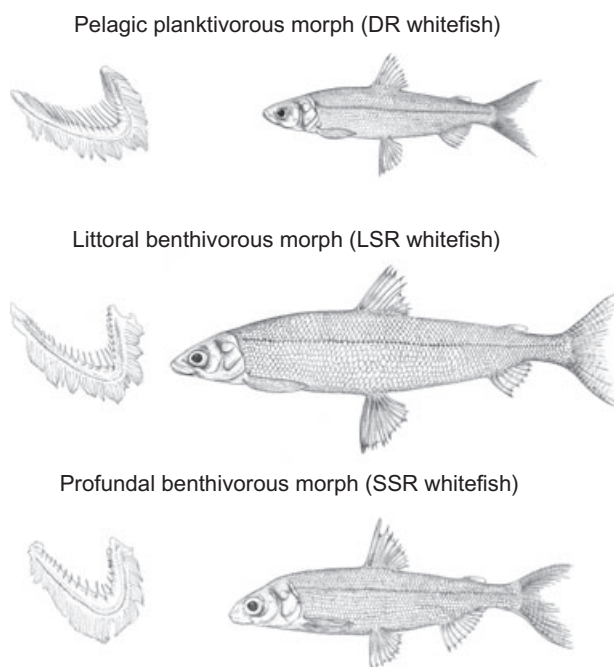 Pelagic planktivorous morph (DR whitefish)
Littoral benthivorous morph (LSR whitefish)
Profundal benthivorous morph (SSR whitefish)